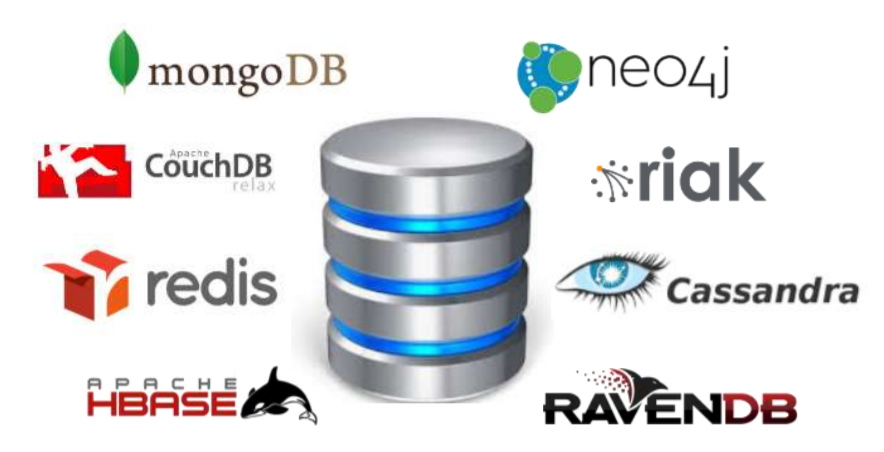 mongoDB
neo4j
Apache
CouchDB
relax
riak
redis
Cassandra
APACHE
HBASE
RAVENDB